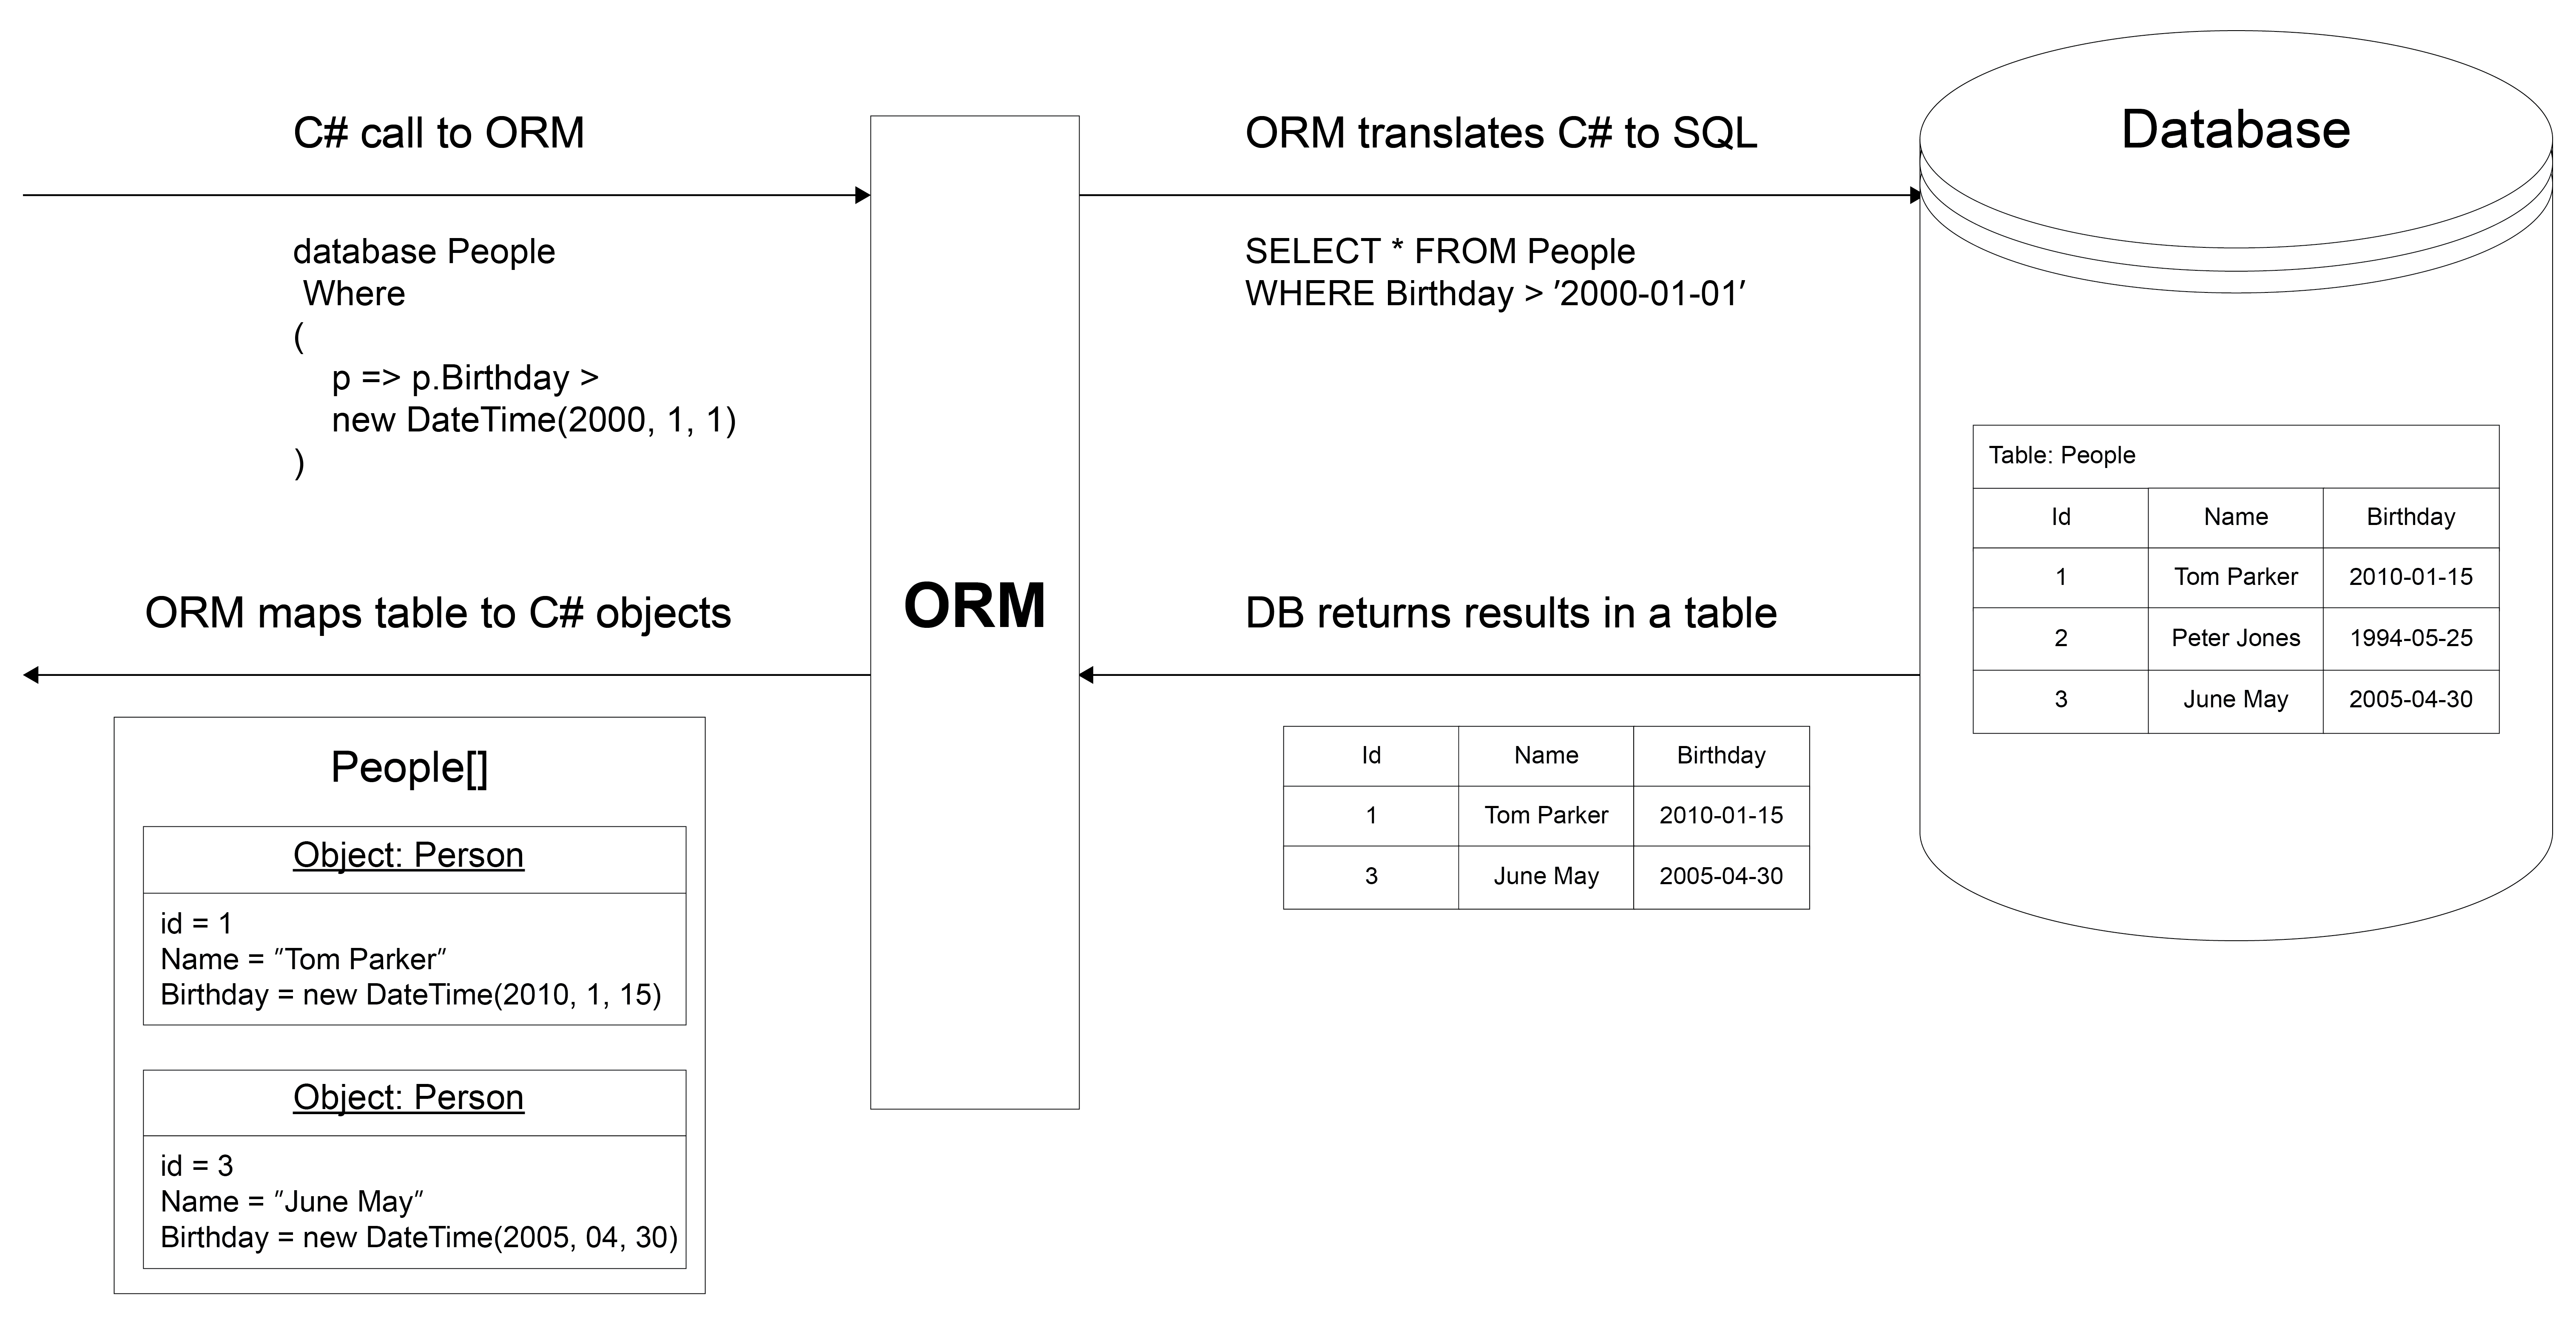 C# call to ORM
database People
Where
(
p => p.Birthday >
new DateTime(2000, 1, 1)
)
ORM translates C# to SQL
SELECT * FROM People
WHERE Birthday > ′2000-01-01′
Database
Table: People
Id Name Birthday
1 Tom Parker 2010-01-15
2 Peter Jones 1994-05-25
3 June May 2005-04-30
ORM
DB returns results in a table
Id Name Birthday
1 Tom Parker 2010-01-15
3 June May 2005-04-30
ORM maps table to C# objects
People[]
Object: Person
id = 1
Name = ″Tom Parker″
Birthday = new DateTime(2010, 1, 15)
Object: Person
id = 3
Name = ″June May″
Birthday = new DateTime(2005, 04, 30)